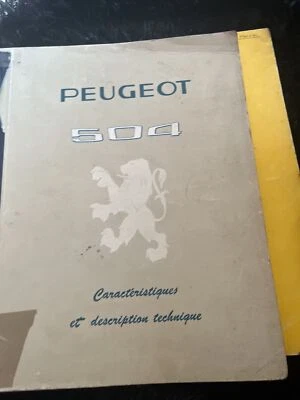 PEUGEOT
504
Caractéristiques
et description technique